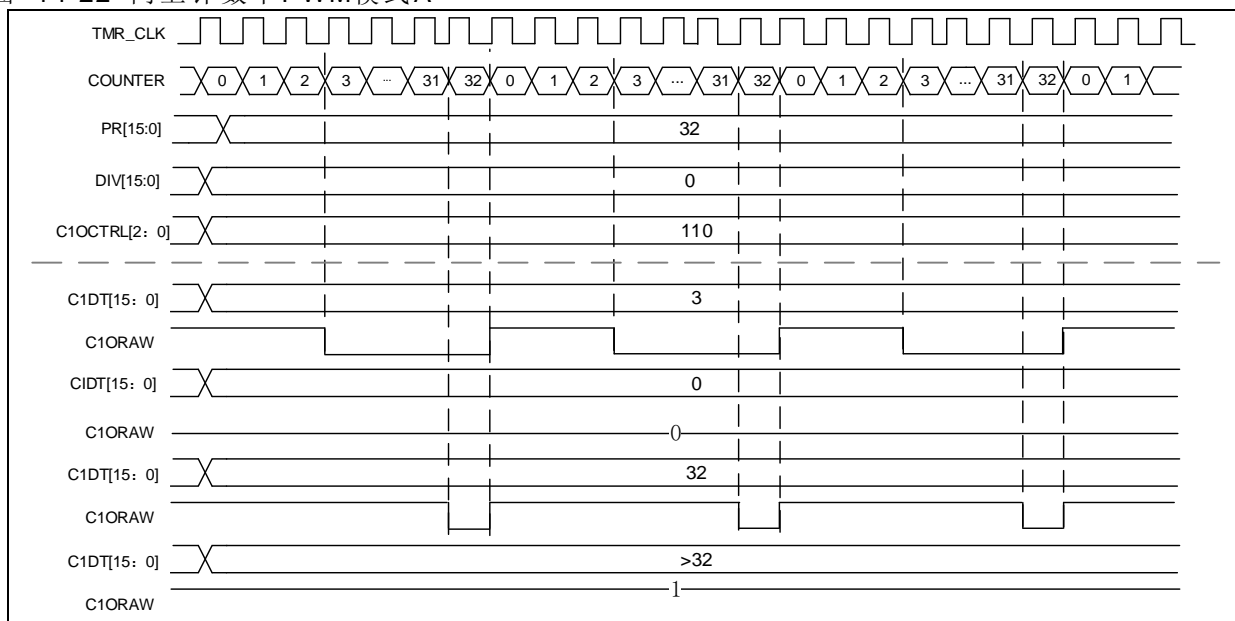 TMR_CLK
COUNTER 0 1 2 3 ... 31 32 0 1 2 3 ... 31 32 0 1 2 3 ... 31 32 0 1
PR[15:0] 32
DIV[15:0] 0
C1OCTRL[2：0] 110
C1DT[15：0] 3
C1ORAW
CIDT[15：0] 0
C1ORAW 0
C1DT[15：0] 32
C1ORAW
C1DT[15：0] >32
C1ORAW 1